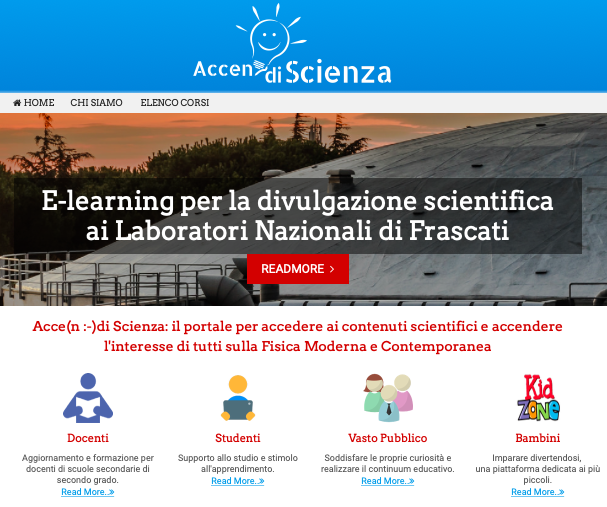 Accen di Scienza
HOME CHI SIAMO ELENCO CORSI
E-learning per la divulgazione scientifica
ai Laboratori Nazionali di Frascati
READMORE >
Acce(n :-)di Scienza: il portale per accedere ai contenuti scientifici e accendere
l'interesse di tutti sulla Fisica Moderna e Contemporanea
Kid
ZONE
Docenti
Aggiornamento e formazione per
docenti di scuole secondarie di
secondo grado.
Read More..»
Studenti
Supporto allo studio e stimolo
all'apprendimento.
Read More..»
Vasto Pubblico
Soddisfare le proprie curiosità e
realizzare il continuum educativo.
Read More..»
Bambini
Imparare divertendosi,
una piattaforma dedicata ai più
piccoli.
Read More..»